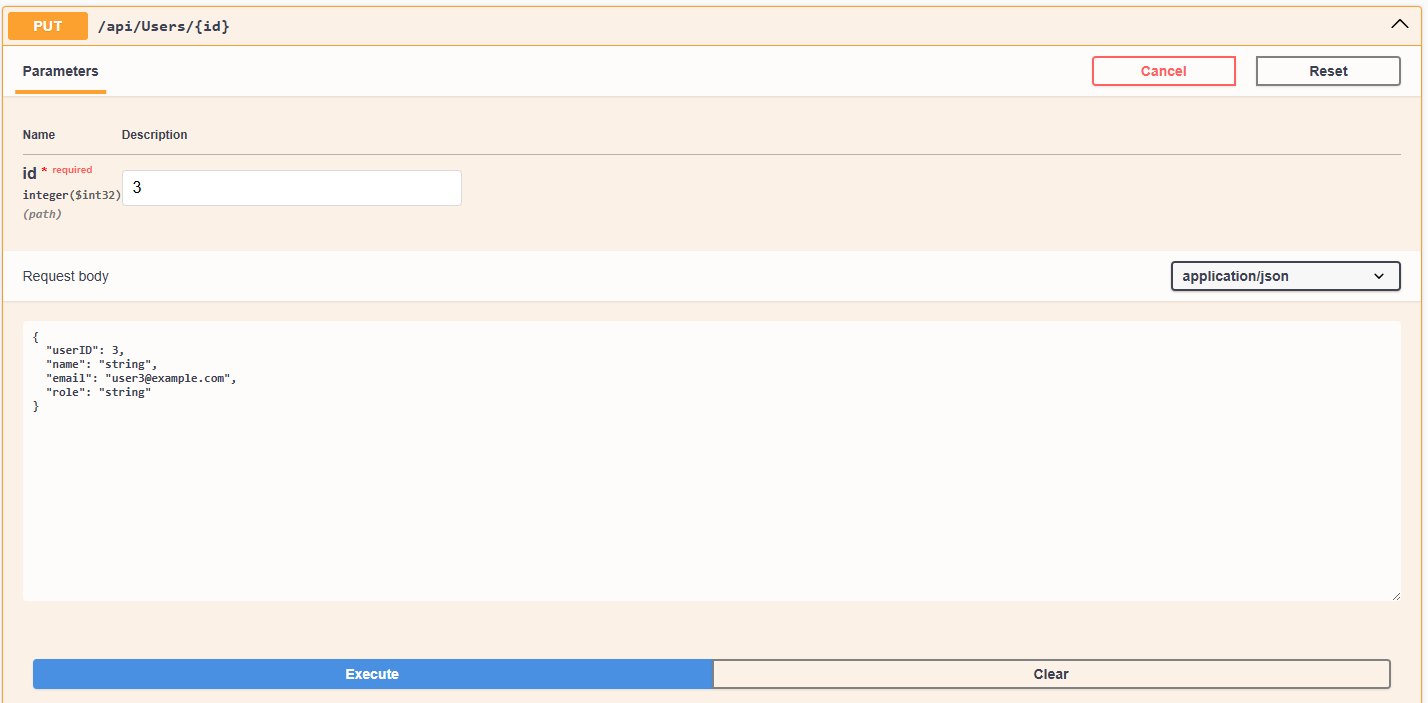 PUT /api/Users/{id}
Parameters Cancel Reset
Name Description
id * required
integer($int32) 3
(path)
Request body application/json
{
  "userID": 3,
  "name": "string",
  "email": "user3@example.com",
  "role": "string"
}
Execute Clear